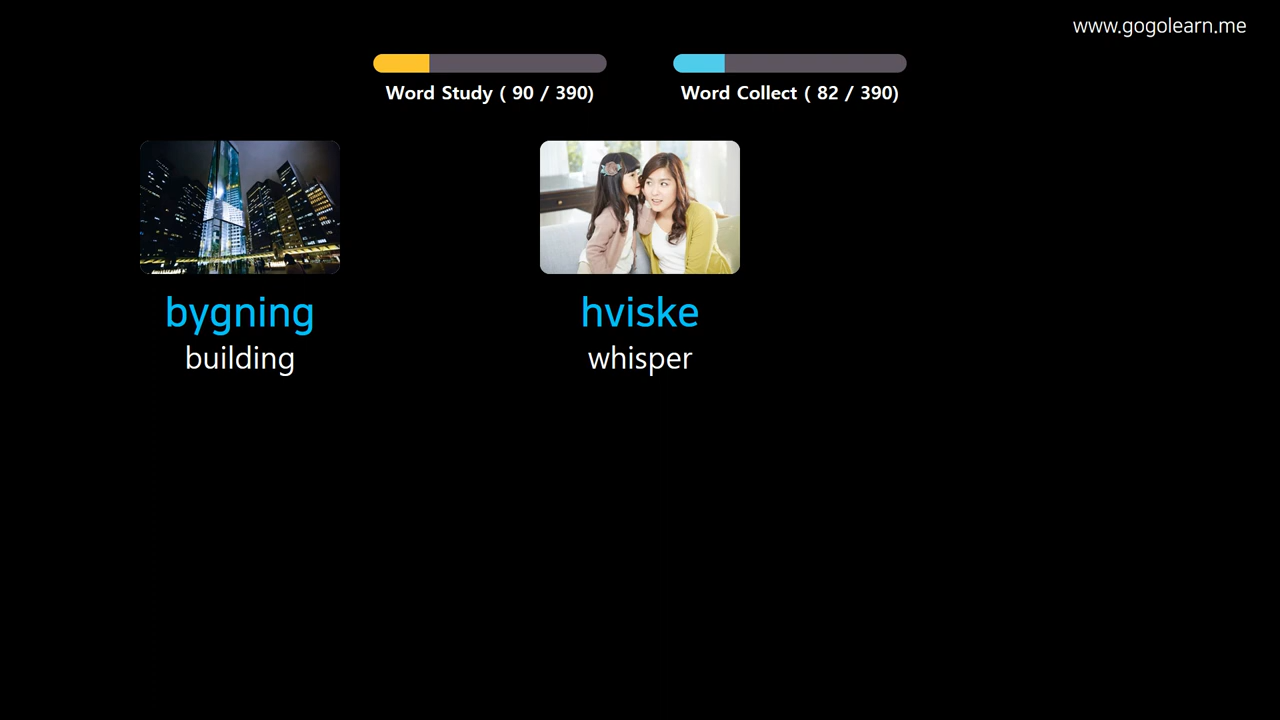 www.gogolearn.me
Word Study ( 90 / 390)
Word Collect ( 82 / 390)
bygning
building
hviske
whisper